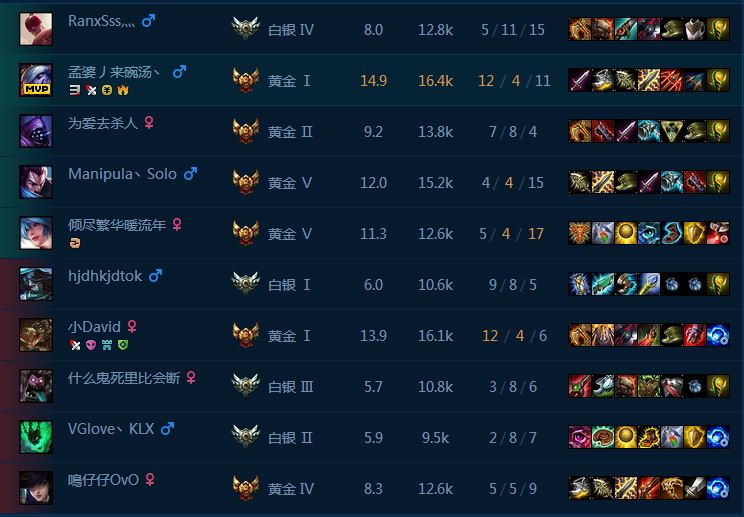 RanxSss灬 白银 IV 8.0 12.8k 5 / 11 / 15
孟婆丿来碗汤丶 MVP 黄金 I 14.9 16.4k 12 / 4 / 11
为爱去杀人 黄金 II 9.2 13.8k 7 / 8 / 4
Manipula丶Solo 黄金 V 12.0 15.2k 4 / 4 / 15
倾尽繁华暖流年 黄金 V 11.3 12.6k 5 / 4 / 17
hjdhkjdtok 白银 I 6.0 10.6k 9 / 8 / 5
小David 黄金 I 13.9 16.1k 12 / 4 / 6
什么鬼死里比会断 白银 III 5.7 10.8k 3 / 8 / 6
VGlove丶KLX 白银 II 5.9 9.5k 2 / 8 / 7
鳴仔仔OvO 黄金 IV 8.3 12.6k 5 / 5 / 9